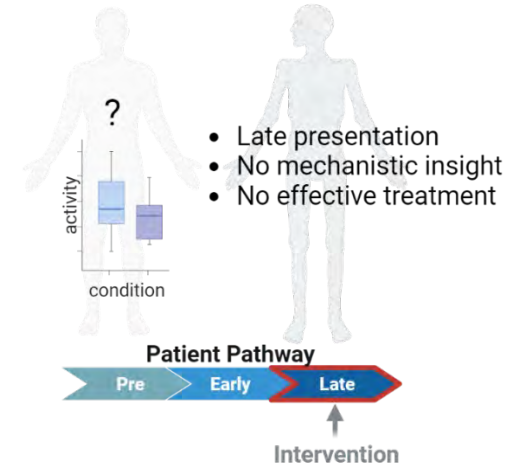 ?
• Late presentation
• No mechanistic insight
• No effective treatment
activity
condition
Patient Pathway
Pre Early Late
Intervention